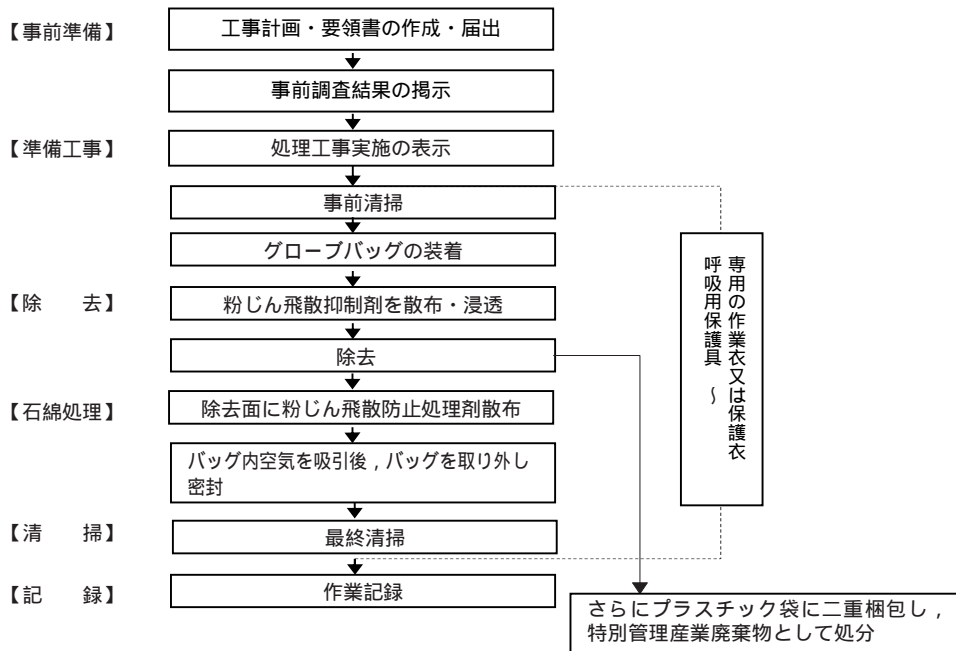 【事前準備】
工事計画・要領書の作成・届出
事前調査結果の掲示
【準備工事】
処理工事実施の表示
事前清掃
グローブバッグの装着
【除　　去】
粉じん飛散抑制剤を散布・浸透
除去
【石綿処理】
除去面に粉じん飛散防止処理剤散布
バッグ内空気を吸引後，バッグを取り外し
密封
【清　　掃】
最終清掃
【記　　録】
作業記録
専用の作業衣又は保護衣
呼吸用保護具　～
さらにプラスチック袋に二重梱包し，
特別管理産業廃棄物として処分